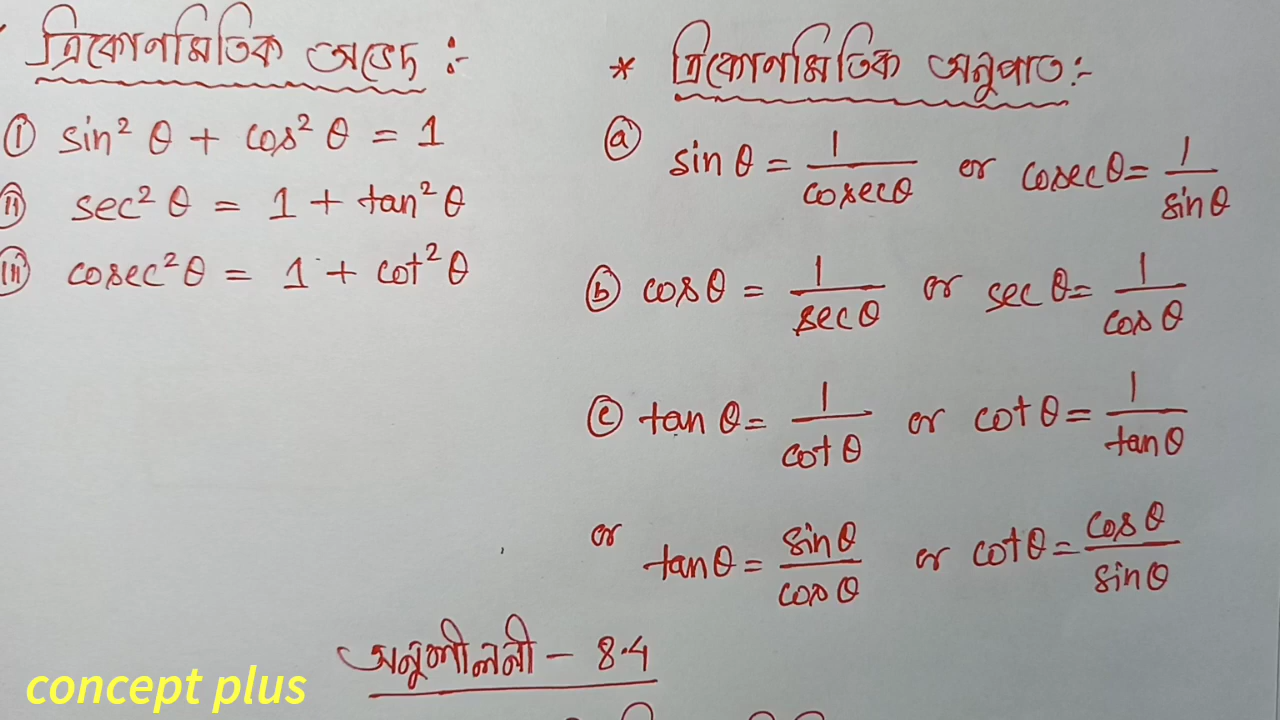 ত্রিকোনমিতিক অভেদ :-
(i) sin² θ + cos² θ = 1
(ii) sec² θ = 1 + tan² θ
(iii) cosec² θ = 1 + cot² θ
* ত্রিকোনমিতিক অনুপাত :-
(a) sin θ = 1/cosec θ or cosec θ = 1/sin θ
(b) cos θ = 1/sec θ or sec θ = 1/cos θ
(c) tan θ = 1/cot θ or cot θ = 1/tan θ
or tan θ = sin θ/cos θ or cot θ = cos θ/sin θ
অনুশীলনী - 8.4
concept plus